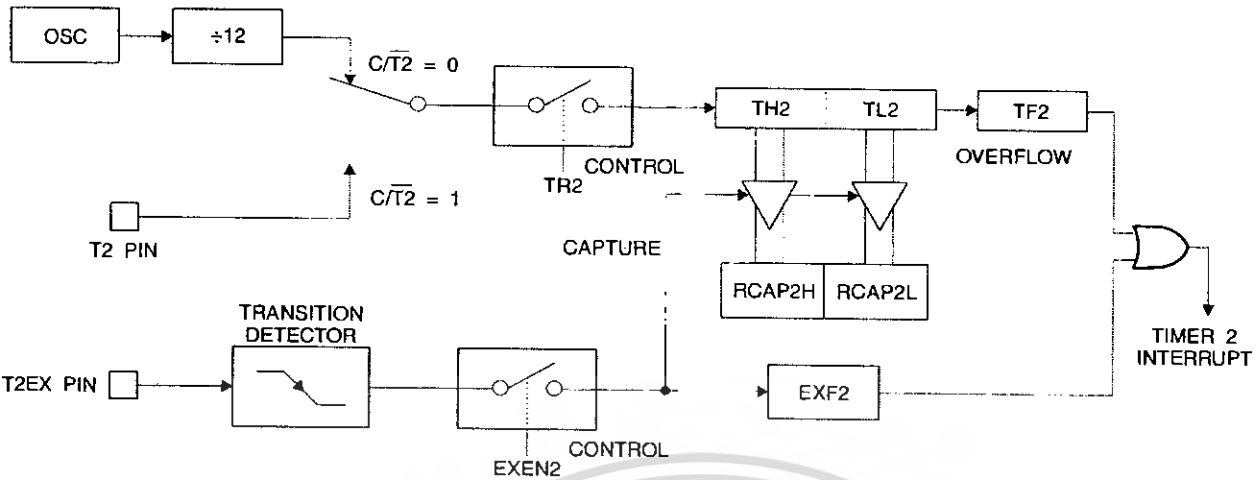 OSC
÷12
C/T2 = 0
TH2
TL2
TF2
CONTROL
OVERFLOW
TR2
C/T2 = 1
T2 PIN
CAPTURE
RCAP2H
RCAP2L
TRANSITION
DETECTOR
TIMER 2
INTERRUPT
T2EX PIN
EXF2
CONTROL
EXEN2